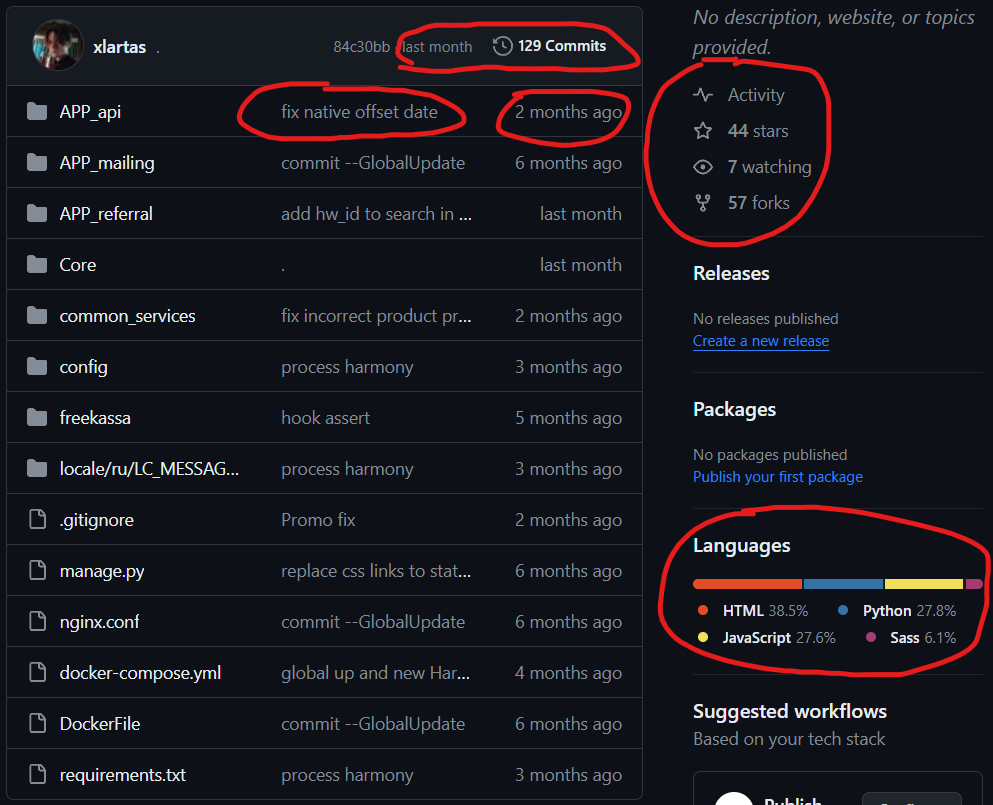 No description, website, or topics
provided.
xlartas .
84c30bb · last month 129 Commits
APP_api fix native offset date 2 months ago
APP_mailing commit --GlobalUpdate 6 months ago
APP_referral add hw_id to search in ... last month
Core . last month
common_services fix incorrect product pr... 2 months ago
config process harmony 3 months ago
freekassa hook assert 5 months ago
locale/ru/LC_MESSAG... process harmony 3 months ago
.gitignore Promo fix 2 months ago
manage.py replace css links to stat... 6 months ago
nginx.conf commit --GlobalUpdate 6 months ago
docker-compose.yml global up and new Har... 4 months ago
DockerFile commit --GlobalUpdate 6 months ago
requirements.txt process harmony 3 months ago
Activity
44 stars
7 watching
57 forks
Releases
No releases published
Create a new release
Packages
No packages published
Publish your first package
Languages
HTML 38.5% Python 27.8%
JavaScript 27.6% Sass 6.1%
Suggested workflows
Based on your tech stack
Publish